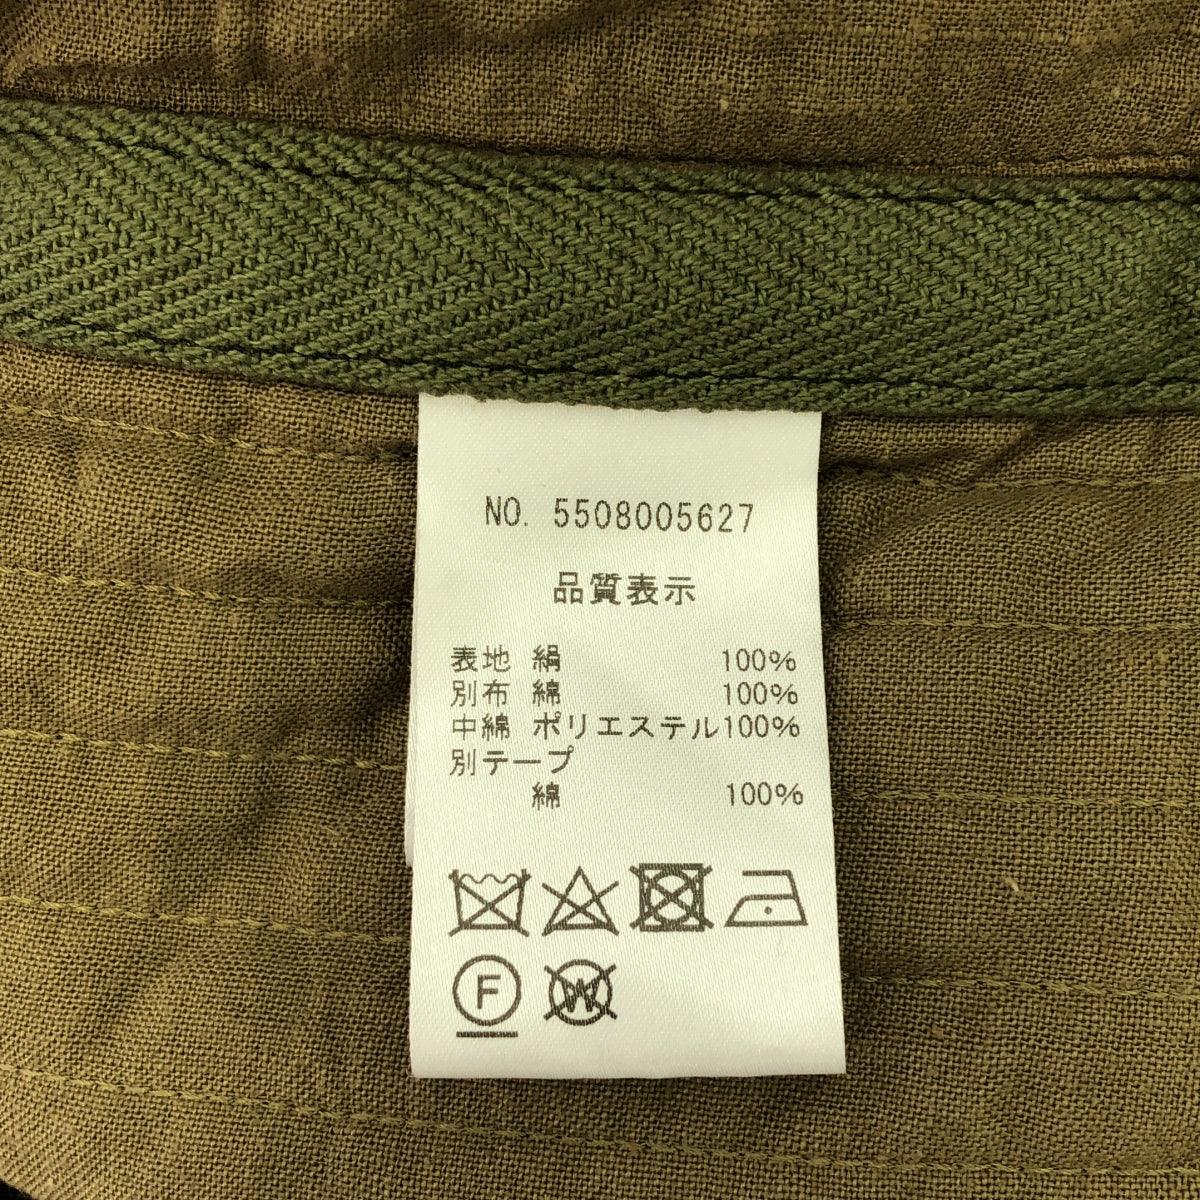 NO. 5508005627
品質表示
表地 絹 100%
別布 綿 100%
中綿 ポリエステル100%
別テープ
綿 100%
F
W